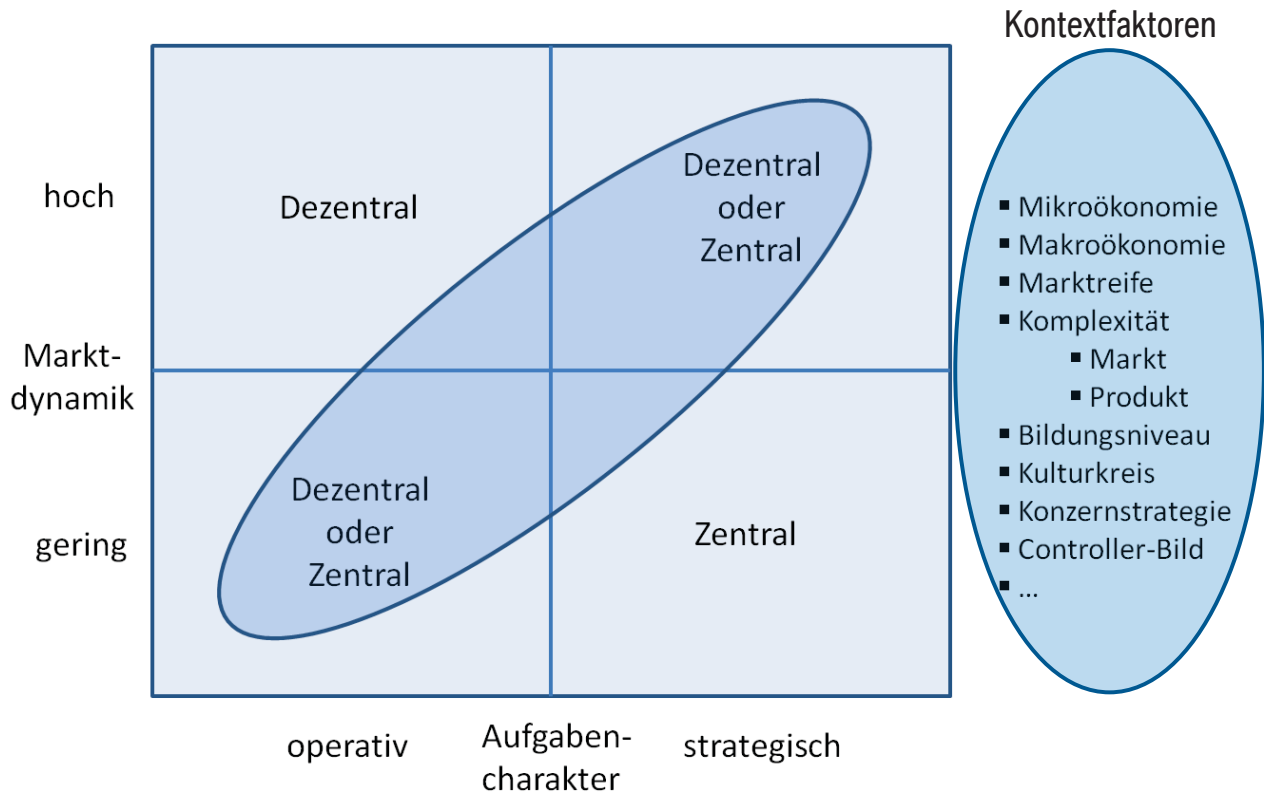 Kontextfaktoren
hoch
Dezentral
Dezentral
oder
Zentral
Markt-
dynamik
gering
Dezentral
oder
Zentral
Zentral
operativ
Aufgaben-
charakter
strategisch
▪ Mikroökonomie
▪ Makroökonomie
▪ Marktreife
▪ Komplexität
▪ Markt
▪ Produkt
▪ Bildungsniveau
▪ Kulturkreis
▪ Konzernstrategie
▪ Controller-Bild
▪ ...